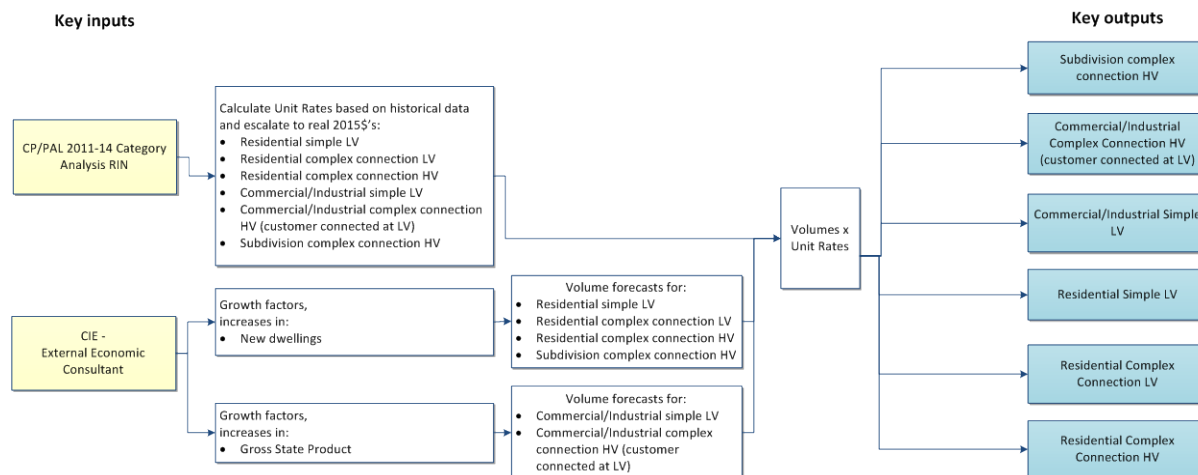 Key inputs
Key outputs
CP/PAL 2011-14 Category
Analysis RIN
Calculate Unit Rates based on historical data
and escalate to real 2015$'s:
• Residential simple LV
• Residential complex connection LV
• Residential complex connection HV
• Commercial/Industrial simple LV
• Commercial/Industrial complex connection
HV (customer connected at LV)
• Subdivision complex connection HV
CIE -
External Economic
Consultant
Growth factors,
increases in:
• New dwellings
Volume forecasts for:
• Residential simple LV
• Residential complex connection LV
• Residential complex connection HV
• Subdivision complex connection HV
Growth factors,
increases in:
• Gross State Product
Volume forecasts for:
• Commercial/Industrial simple LV
• Commercial/Industrial complex
connection HV (customer
connected at LV)
Volumes x
Unit Rates
Subdivision complex
connection HV
Commercial/Industrial
Complex Connection HV
(customer connected at LV)
Commercial/Industrial Simple
LV
Residential Simple LV
Residential Complex
Connection LV
Residential Complex
Connection HV